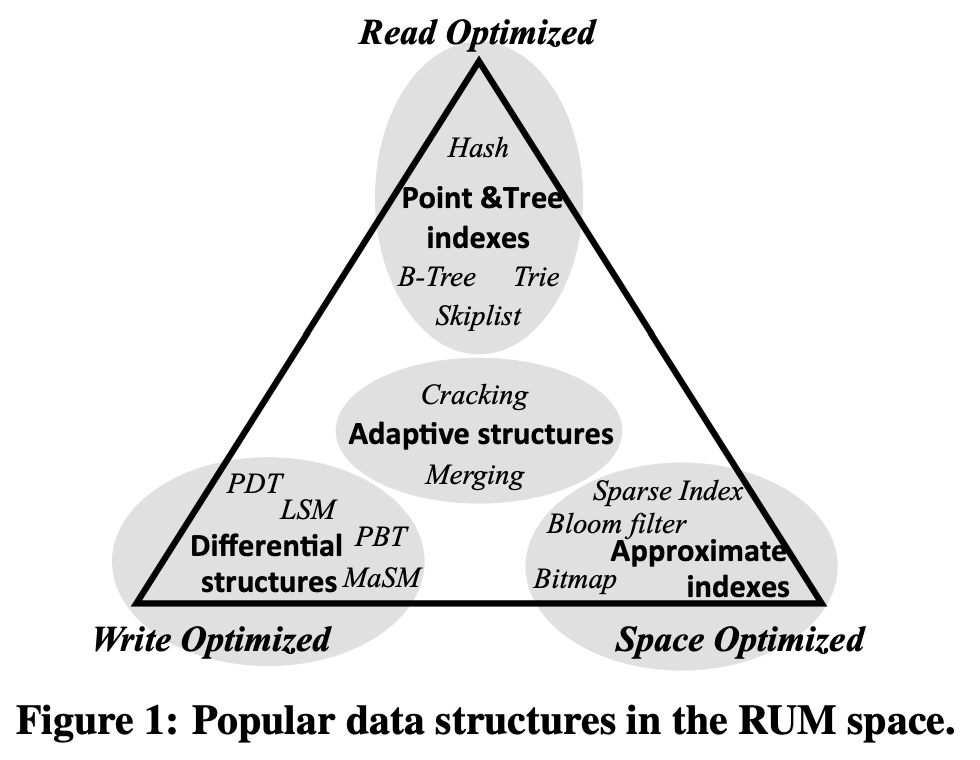 Read Optimized
Hash
Point &Tree
indexes
B-Tree Trie
Skiplist
Cracking
Adaptive structures
Merging
PDT
LSM
PBT
Differential
structures
MaSM
Sparse Index
Bloom filter
Approximate
indexes
Bitmap
Write Optimized
Space Optimized
Figure 1: Popular data structures in the RUM space.